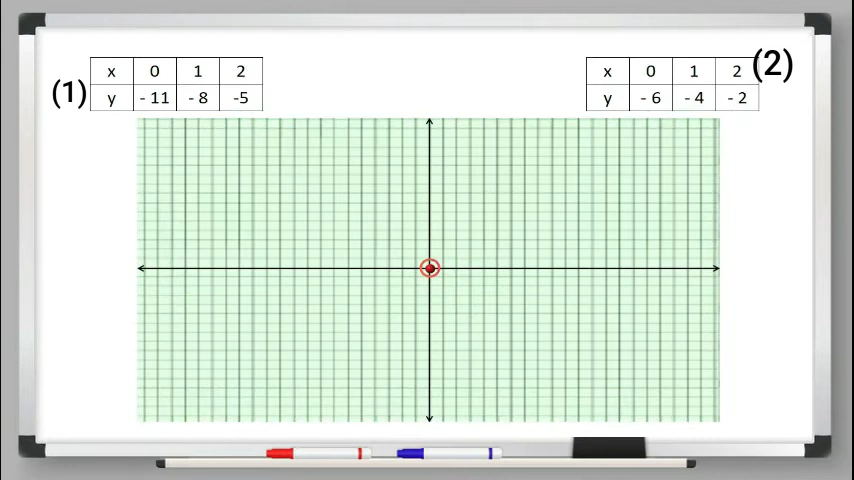 (1)
x 0 1 2
y - 11 - 8 -5
(2)
x 0 1 2
y - 6 - 4 - 2